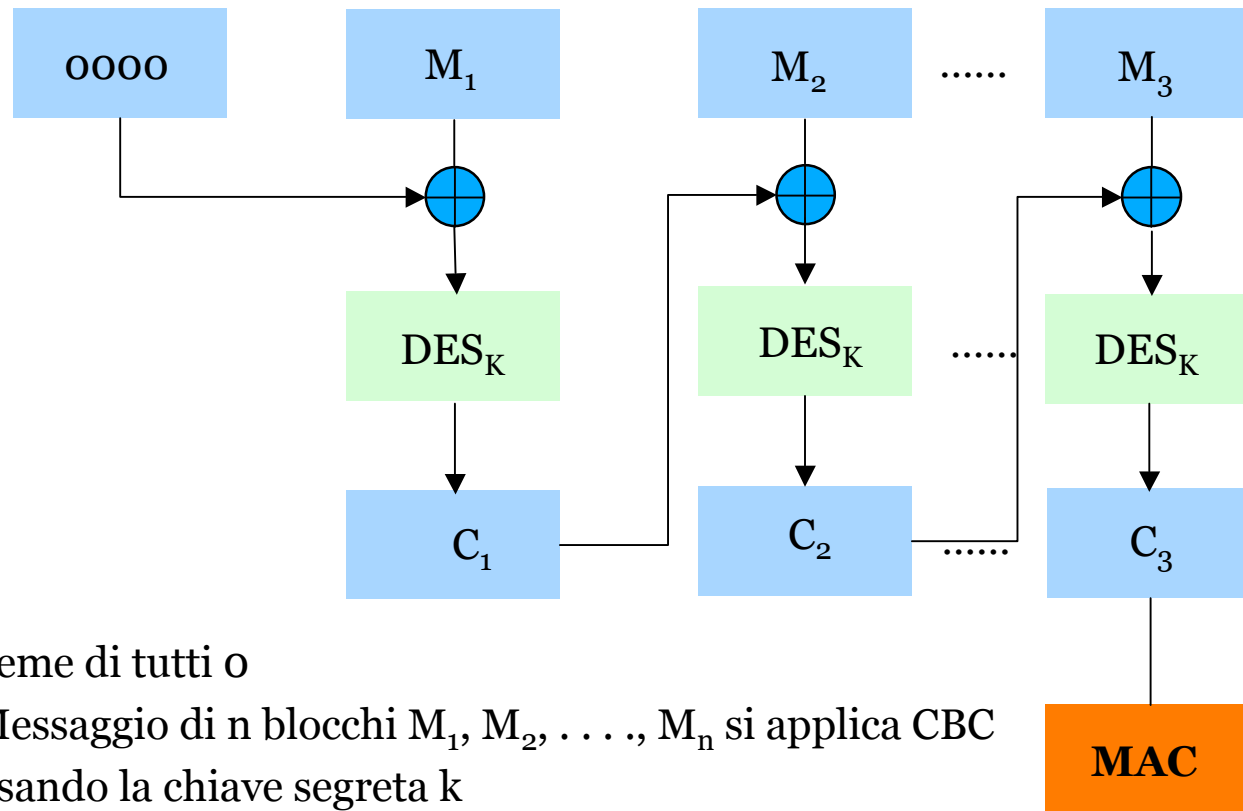 0000 M₁ M₂ ...... M₃
DES_K DES_K ...... DES_K
C₁ C₂ ...... C₃
eme di tutti 0
Messaggio di n blocchi M₁, M₂, . . . ., Mₙ si applica CBC
sando la chiave segreta k
MAC